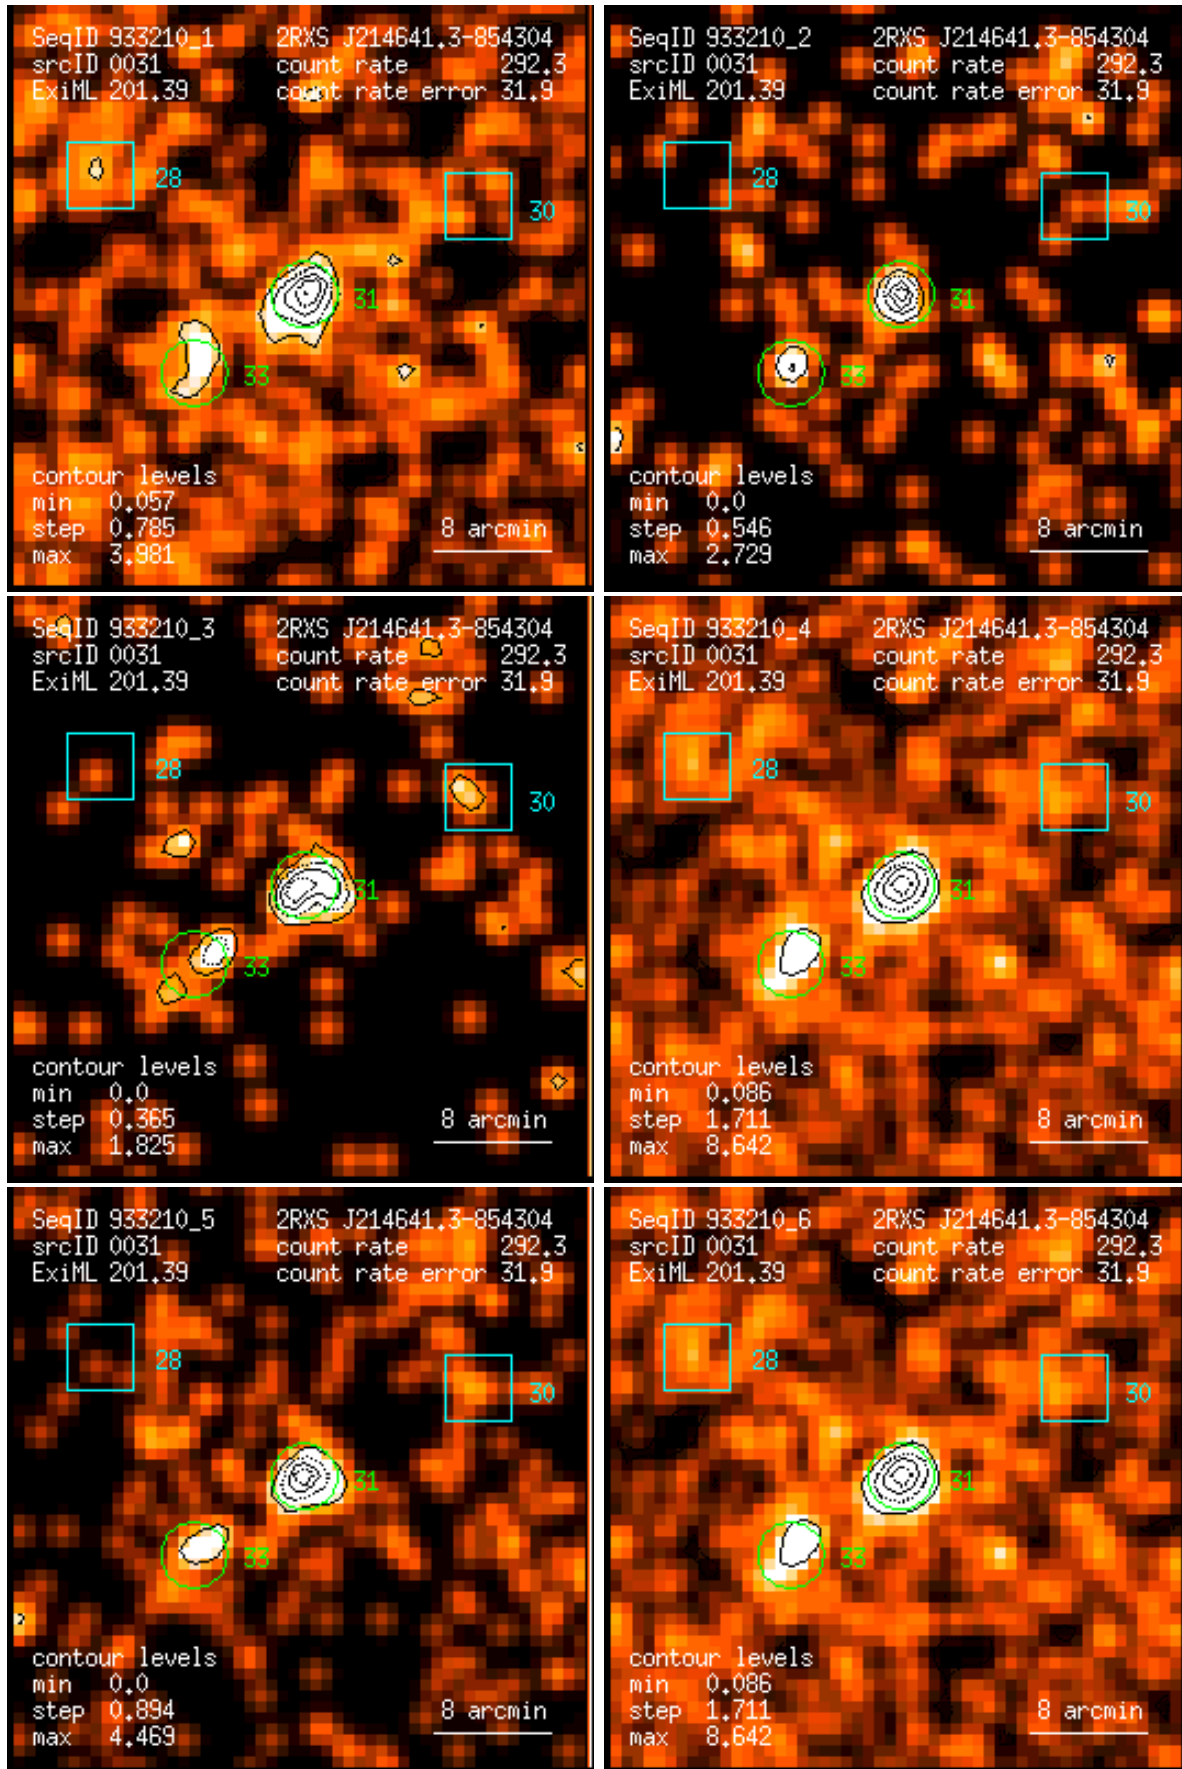 SeqID 933210_1 2RXS J214641.3-854304
srcID 0031 count rate 292.3
ExiML 201.39 count rate error 31.9
28
30
31
33
contour levels
min 0.057
step 0.785 8 arcmin
max 3.981
SeqID 933210_2 2RXS J214641.3-854304
srcID 0031 count rate 292.3
ExiML 201.39 count rate error 31.9
28
30
31
33
contour levels
min 0.0
step 0.546 8 arcmin
max 2.729
SeqID 933210_3 2RXS J214641.3-854304
srcID 0031 count rate 292.3
ExiML 201.39 count rate error 31.9
28
30
31
33
contour levels
min 0.0
step 0.365 8 arcmin
max 1.825
SeqID 933210_4 2RXS J214641.3-854304
srcID 0031 count rate 292.3
ExiML 201.39 count rate error 31.9
28
30
31
33
contour levels
min 0.086
step 1.711 8 arcmin
max 8.642
SeqID 933210_5 2RXS J214641.3-854304
srcID 0031 count rate 292.3
ExiML 201.39 count rate error 31.9
28
30
31
33
contour levels
min 0.0
step 0.894 8 arcmin
max 4.469
SeqID 933210_6 2RXS J214641.3-854304
srcID 0031 count rate 292.3
ExiML 201.39 count rate error 31.9
28
30
31
33
contour levels
min 0.086
step 1.711 8 arcmin
max 8.642